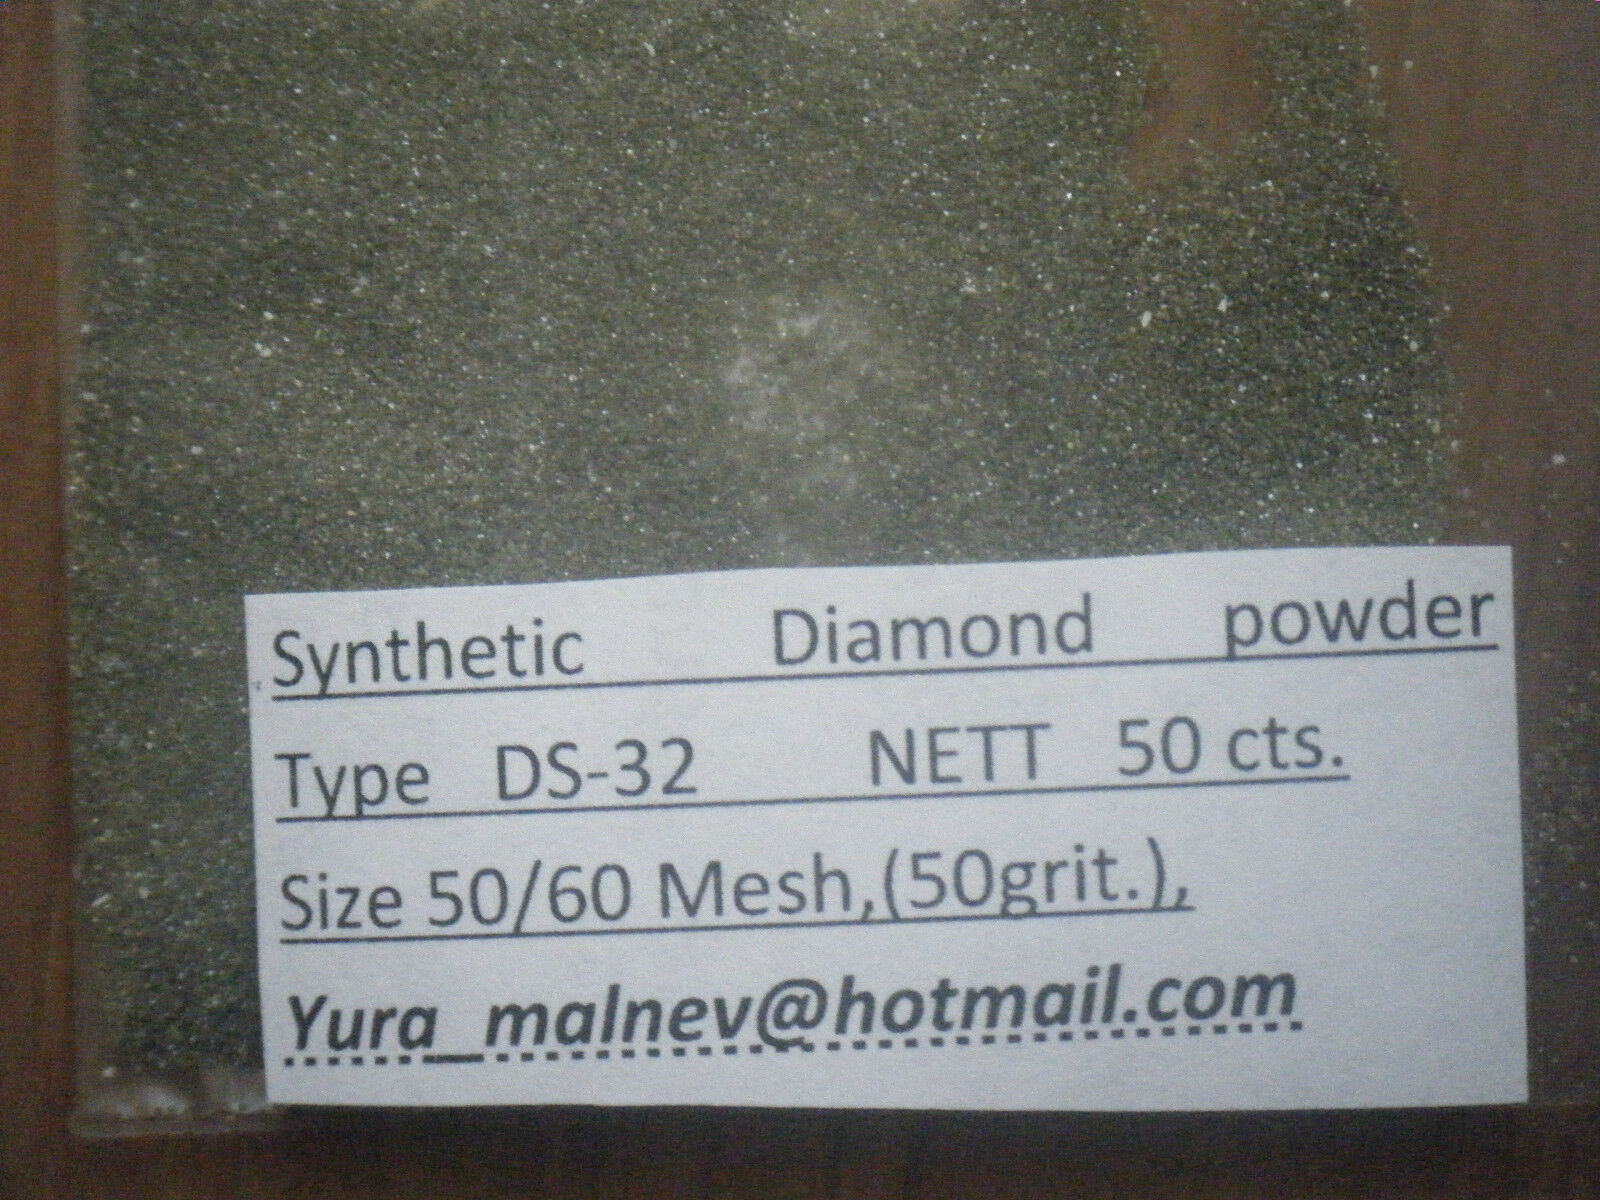 Synthetic Diamond powder
Type DS-32 NETT 50 cts.
Size 50/60 Mesh,(50grit.),
Yura_malnev@hotmail.com